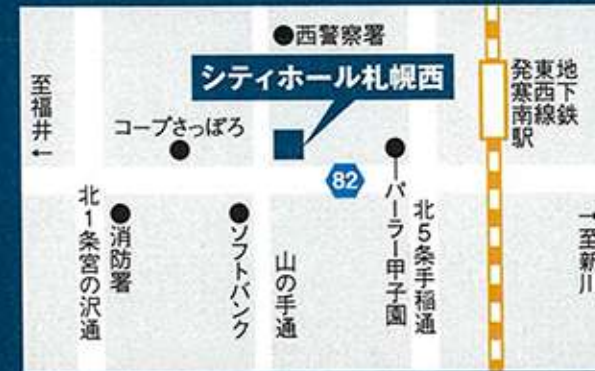 西警察署
シティホール札幌西
地下鉄
東西線
発寒南駅
至福井←
コープさっぽろ
82
パーラー甲子園
北5条手稲通
→至新川
北1条宮の沢通
消防署
ソフトバンク
山の手通